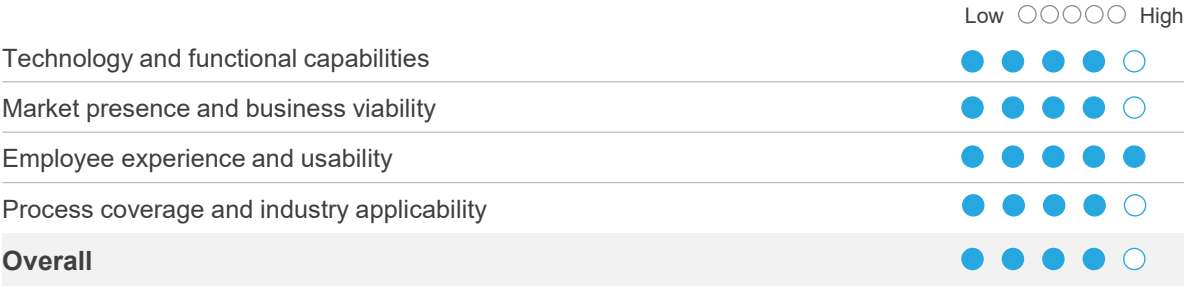 Low High
Technology and functional capabilities
Market presence and business viability
Employee experience and usability
Process coverage and industry applicability
Overall